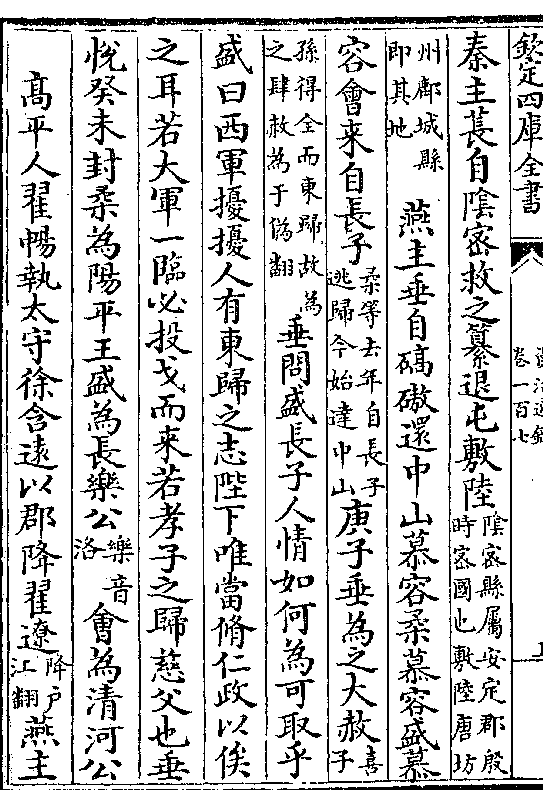 欽定四庫全書
卷一百七
秦主萇自陰密救之纂退屯敷陸陰密縣屬安定郡殷時密國也敷陸唐坊
州鄜城縣即其地燕主垂自碻磝還中山慕容柔慕容盛慕
容會来自長子柔等去年自長子逃歸今始達中山庚子垂為之大赦喜子
孫得全而東歸故為之肆赦為于偽翻垂問盛長子人情如何為可取乎
盛曰西軍擾擾人有東歸之志陛下唯當脩仁政以俟
之耳若大軍一臨必投戈而来若孝子之歸慈父也垂
悅癸未封柔為陽平王盛為長樂公樂音洛會為清河公
高平人翟暢執太守徐含遠以郡降翟遼降户江翻燕主